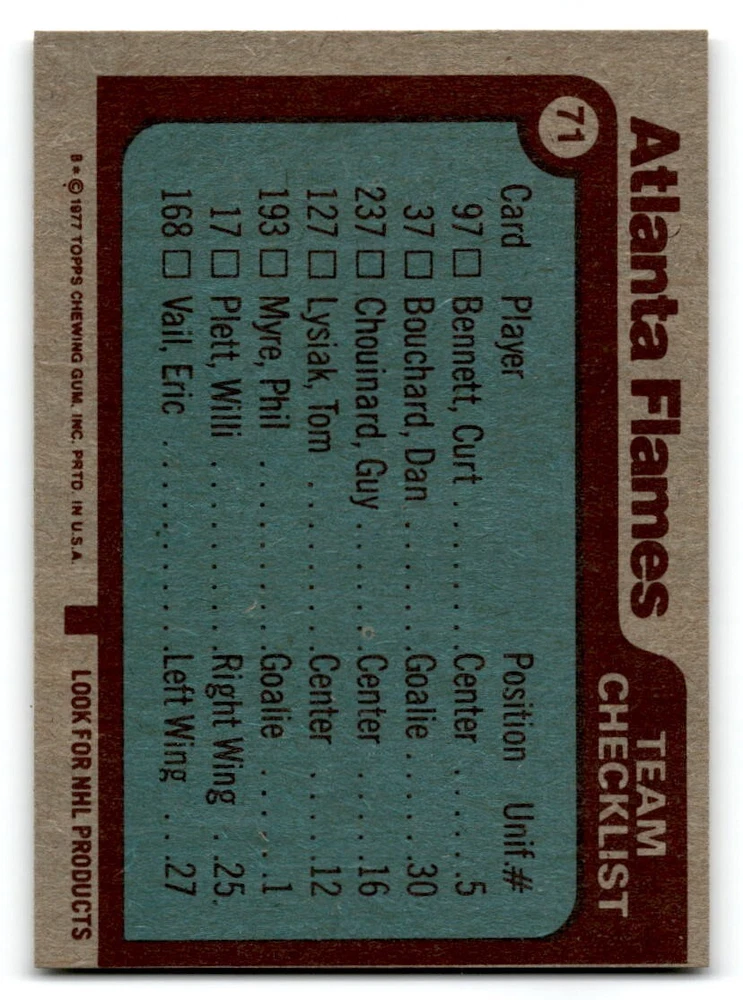 Atlanta Flames
TEAM
CHECKLIST
71
Card Player Position Unif.#
97 □ Bennett, Curt . . . . . . . Center . . . . . . .5
37 □ Bouchard, Dan . . . . . . Goalie . . . . . .30
237 □ Chouinard, Guy . . . . . Center . . . . . .16
127 □ Lysiak, Tom . . . . . . . . Center . . . . . .12
193 □ Myre, Phil . . . . . . . . . Goalie . . . . . . .1
17 □ Plett, Willi . . . . . . . . . Right Wing . .25
168 □ Vail, Eric . . . . . . . . . . Left Wing . . .27
B * © 1977 TOPPS CHEWING GUM, INC. PRTD. IN U.S.A.
LOOK FOR NHL PRODUCTS